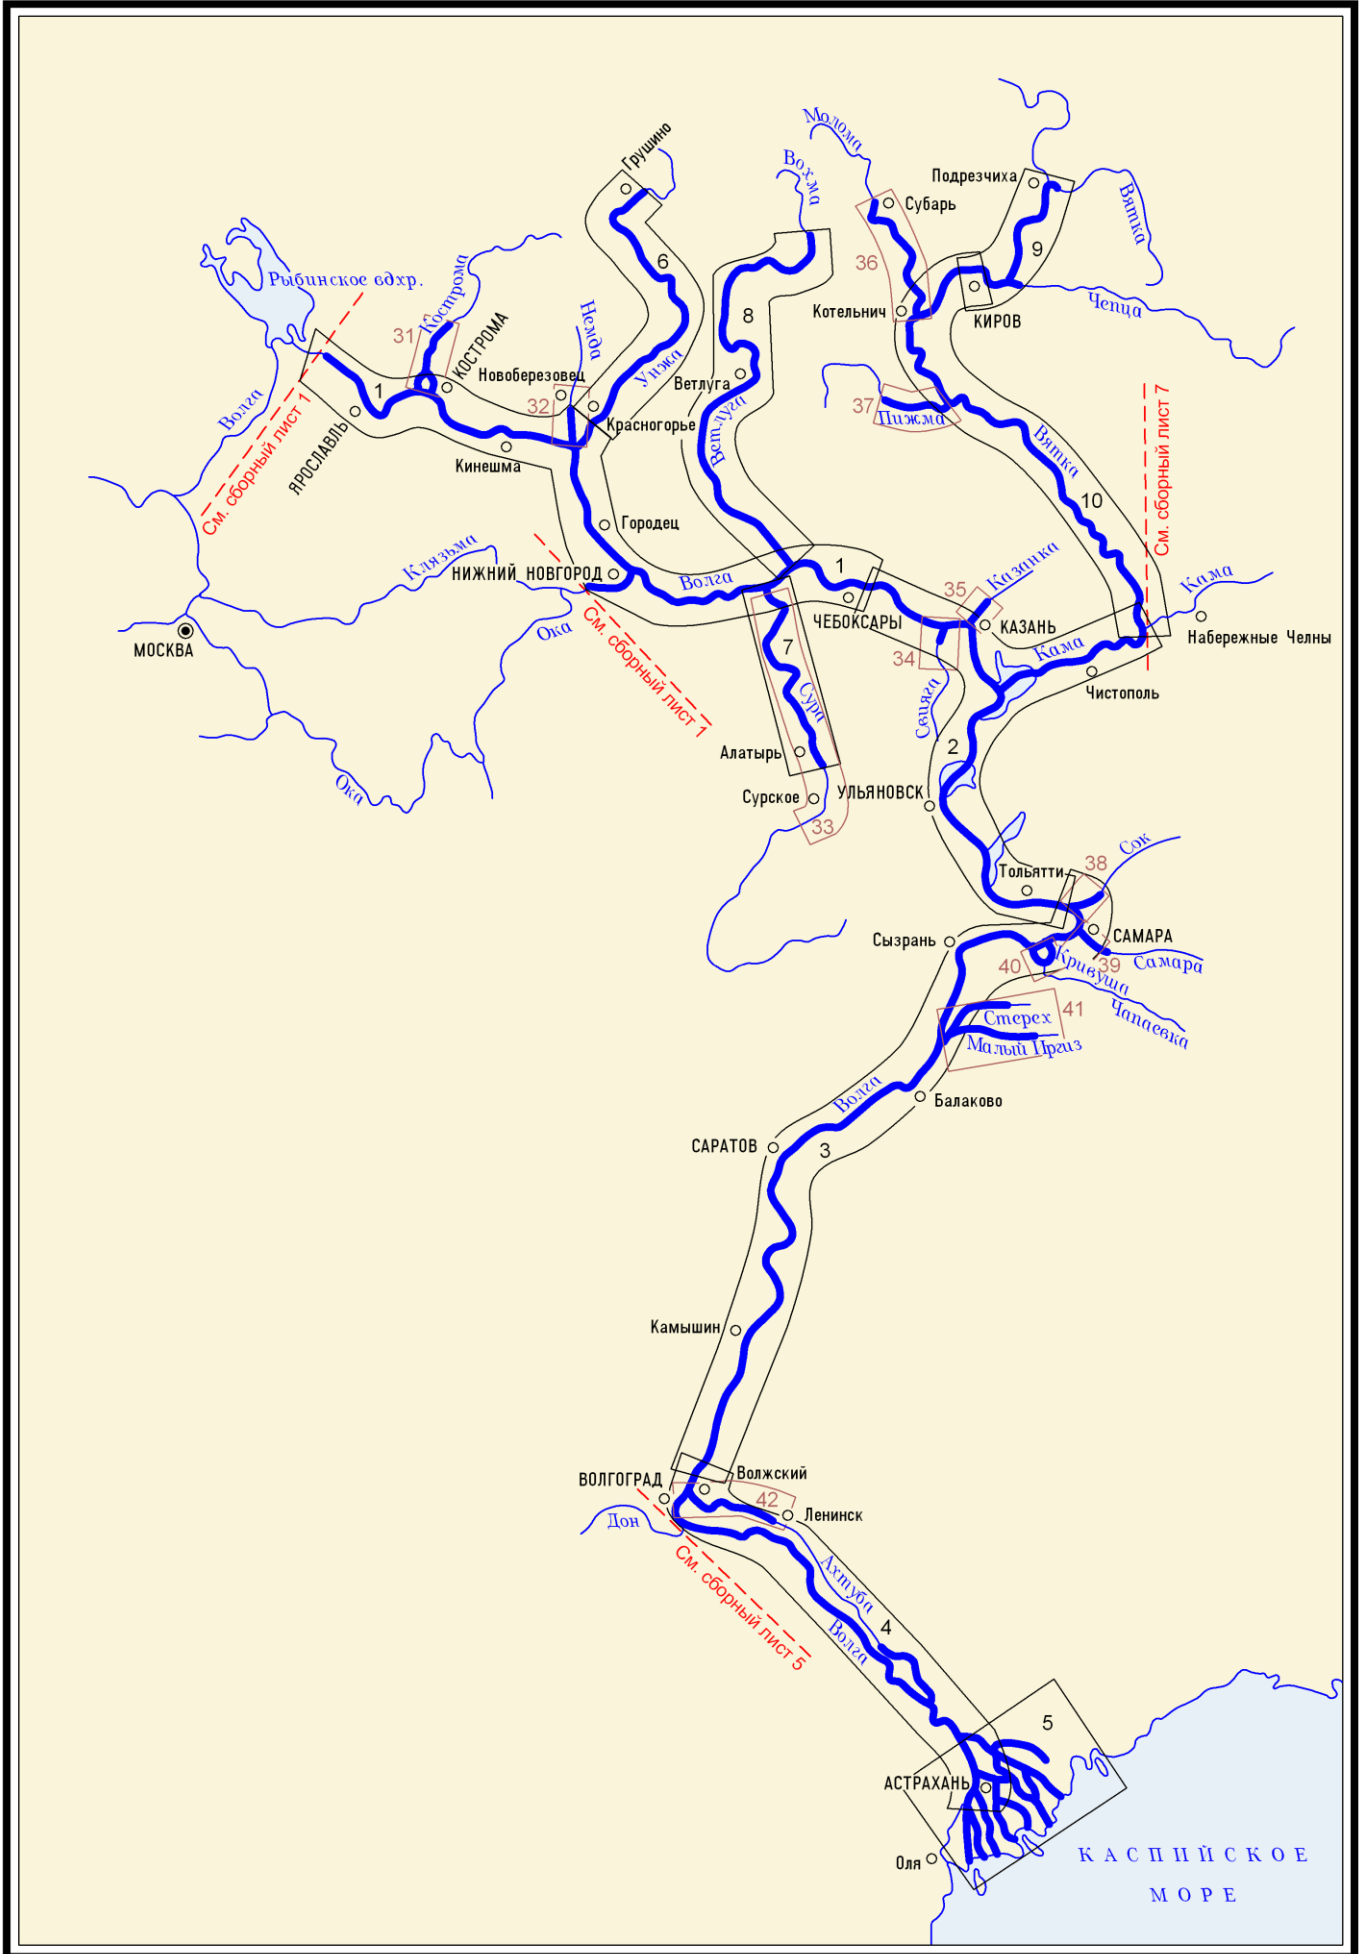 Грушино
Молома
Вохма
Подрезчиха
Вятка
Субарь
36
9
6
Рыбинское вдхр.
Кострома
31
КОСТРОМА
Немда
8
Котельнич
КИРОВ
Чепца
Унжа
Новоберезовец
Ветлуга
1
32
Красногорье
37
Пижма
Волга
См. сборный лист 1
ЯРОСЛАВЛЬ
Кинешма
Ветлуга
Вятка
См. сборный лист 7
10
Городец
Клязьма
НИЖНИЙ НОВГОРОД
Волга
1
Казанка
35
Кама
ЧЕБОКСАРЫ
КАЗАНЬ
Ока
МОСКВА
См. сборный лист 1
7
34
Кама
Набережные Челны
Чистополь
Сура
Свияга
2
Алатырь
Ока
Сурское
УЛЬЯНОВСК
33
Сок
Тольятти
38
Сызрань
САМАРА
40
Кривуша
39
Самара
Чапаевка
41
Стерех
Малый Иргиз
Волга
Балаково
САРАТОВ
3
Камышин
ВОЛГОГРАД
Волжский
42
Ленинск
Дон
См. сборный лист 5
Ахтуба
Волга
4
5
АСТРАХАНЬ
Оля
КАСПИЙСКОЕ
МОРЕ